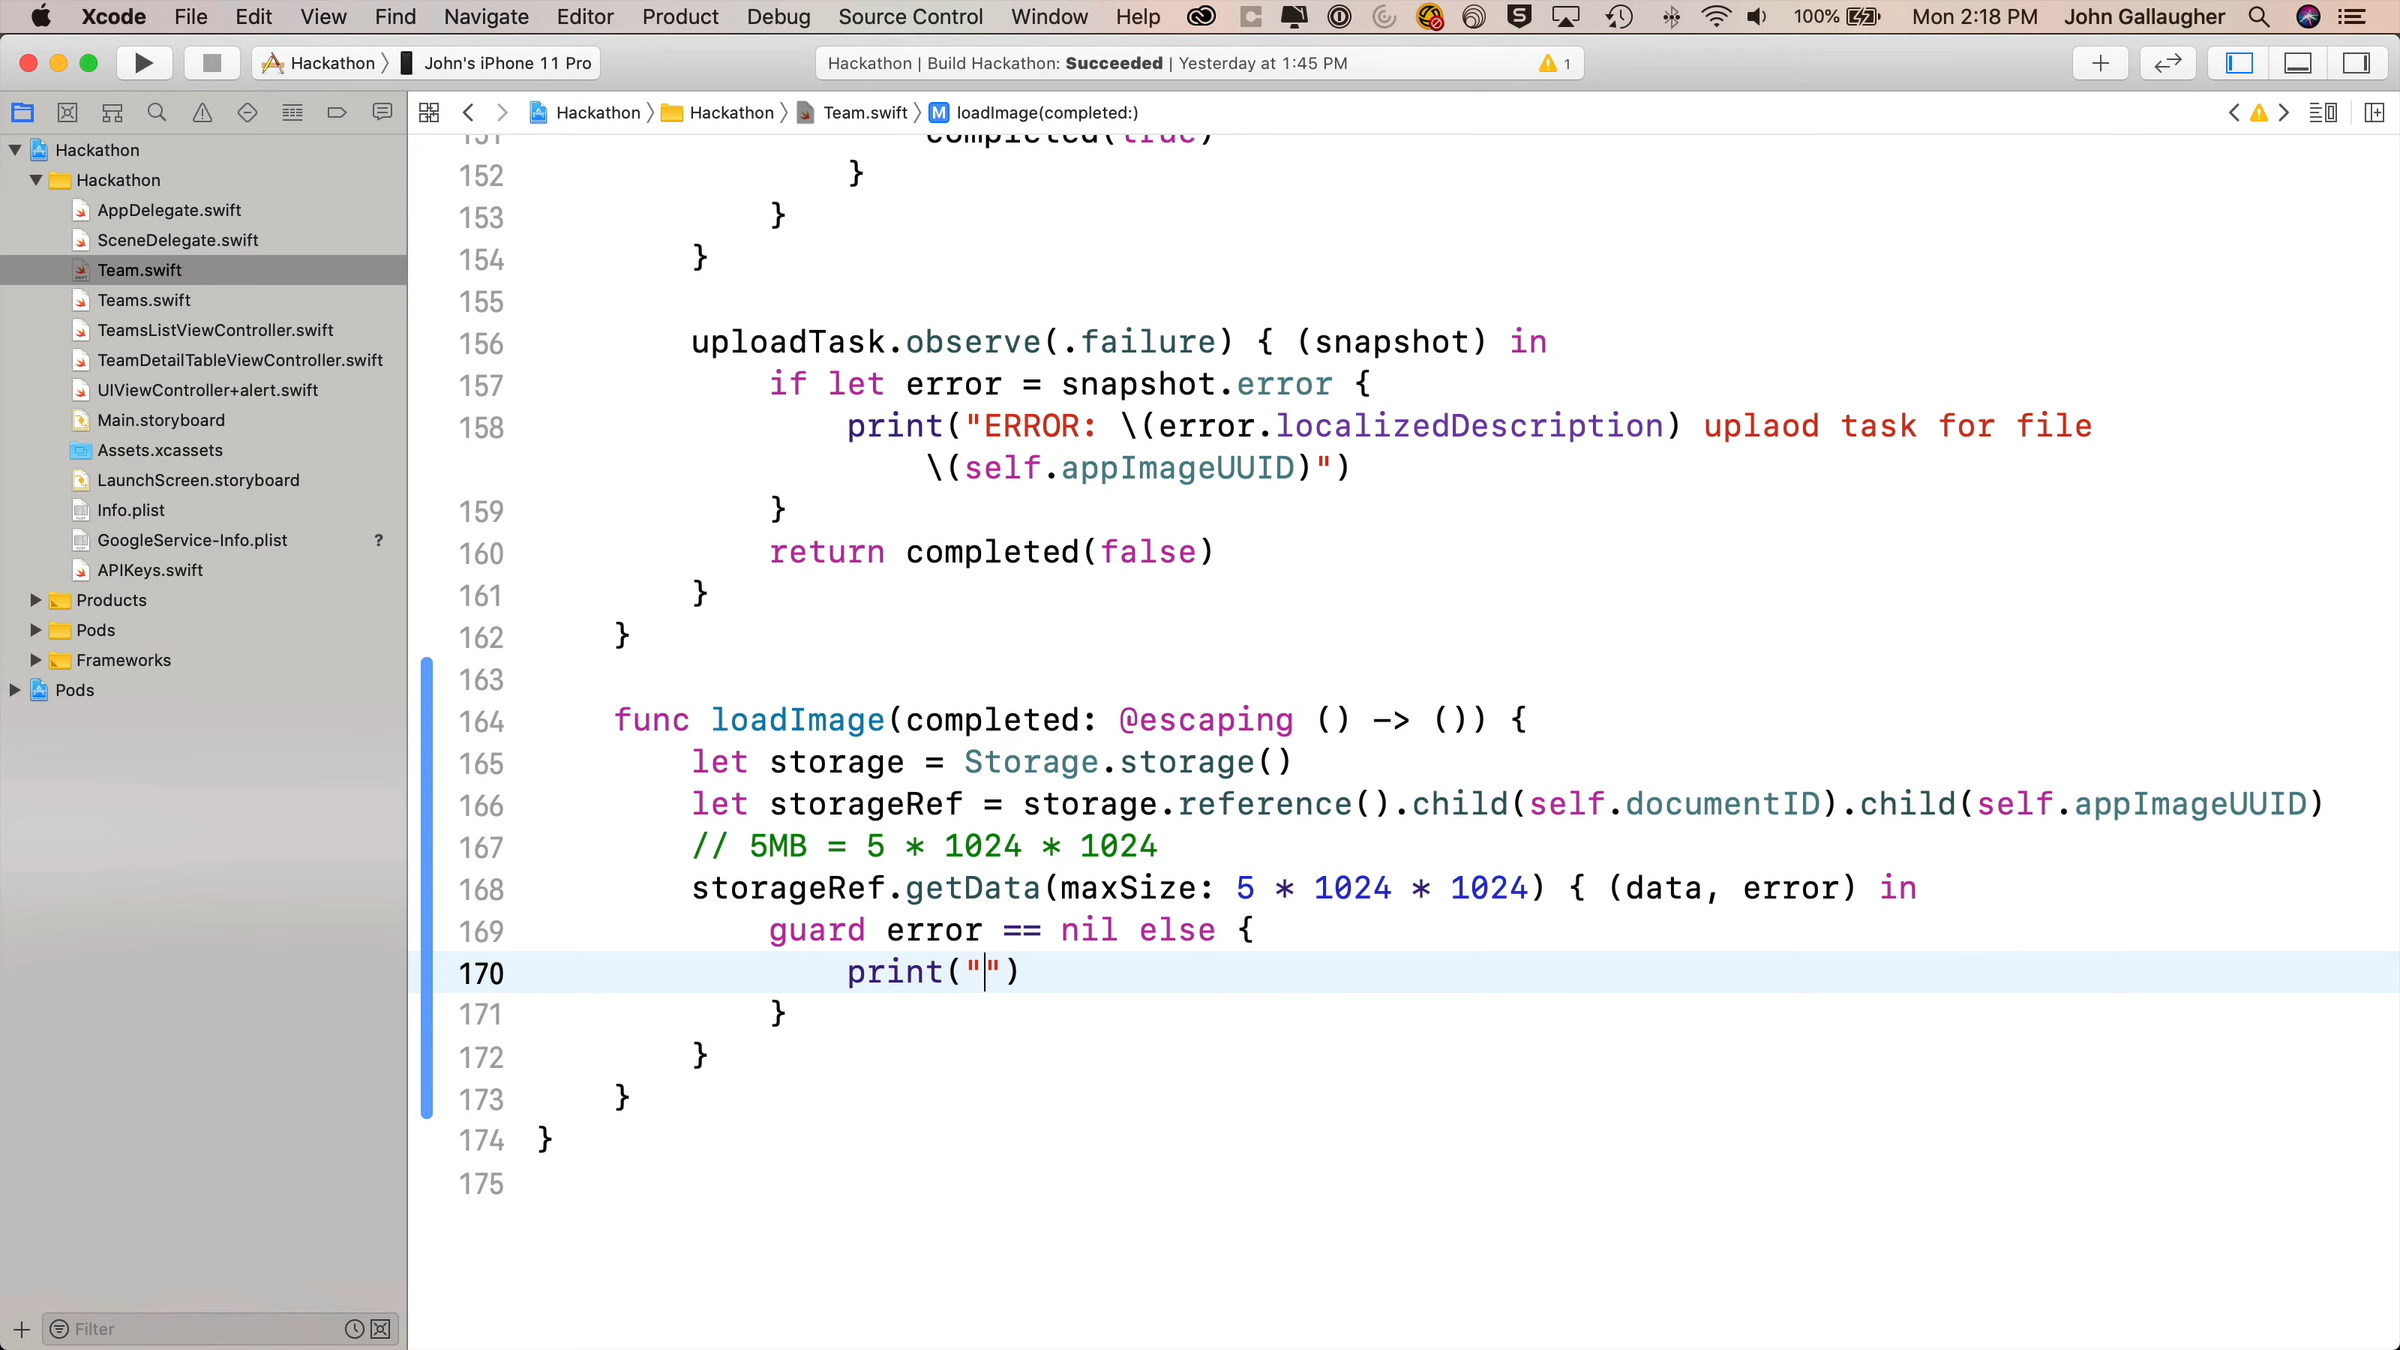 Xcode File Edit View Find Navigate Editor Product Debug Source Control Window Help 100% Mon 2:18 PM John Gallaugher
Hackathon John's iPhone 11 Pro Hackathon | Build Hackathon: Succeeded | Yesterday at 1:45 PM 1
Hackathon Hackathon Team.swift M loadImage(completed:)
Hackathon
Hackathon
AppDelegate.swift
SceneDelegate.swift
Team.swift
Teams.swift
TeamsListViewController.swift
TeamDetailTableViewController.swift
UIViewController+alert.swift
Main.storyboard
Assets.xcassets
LaunchScreen.storyboard
Info.plist
GoogleService-Info.plist ?
APIKeys.swift
Products
Pods
Frameworks
Pods
Filter
151 completed(true)
152 }
153 }
154 }
155
156 uploadTask.observe(.failure) { (snapshot) in
157 if let error = snapshot.error {
158 print("ERROR: \(error.localizedDescription) uplaod task for file
\(self.appImageUUID)")
159 }
160 return completed(false)
161 }
162 }
163
164 func loadImage(completed: @escaping () -> ()) {
165 let storage = Storage.storage()
166 let storageRef = storage.reference().child(self.documentID).child(self.appImageUUID)
167 // 5MB = 5 * 1024 * 1024
168 storageRef.getData(maxSize: 5 * 1024 * 1024) { (data, error) in
169 guard error == nil else {
170 print("")
171 }
172 }
173 }
174 }
175